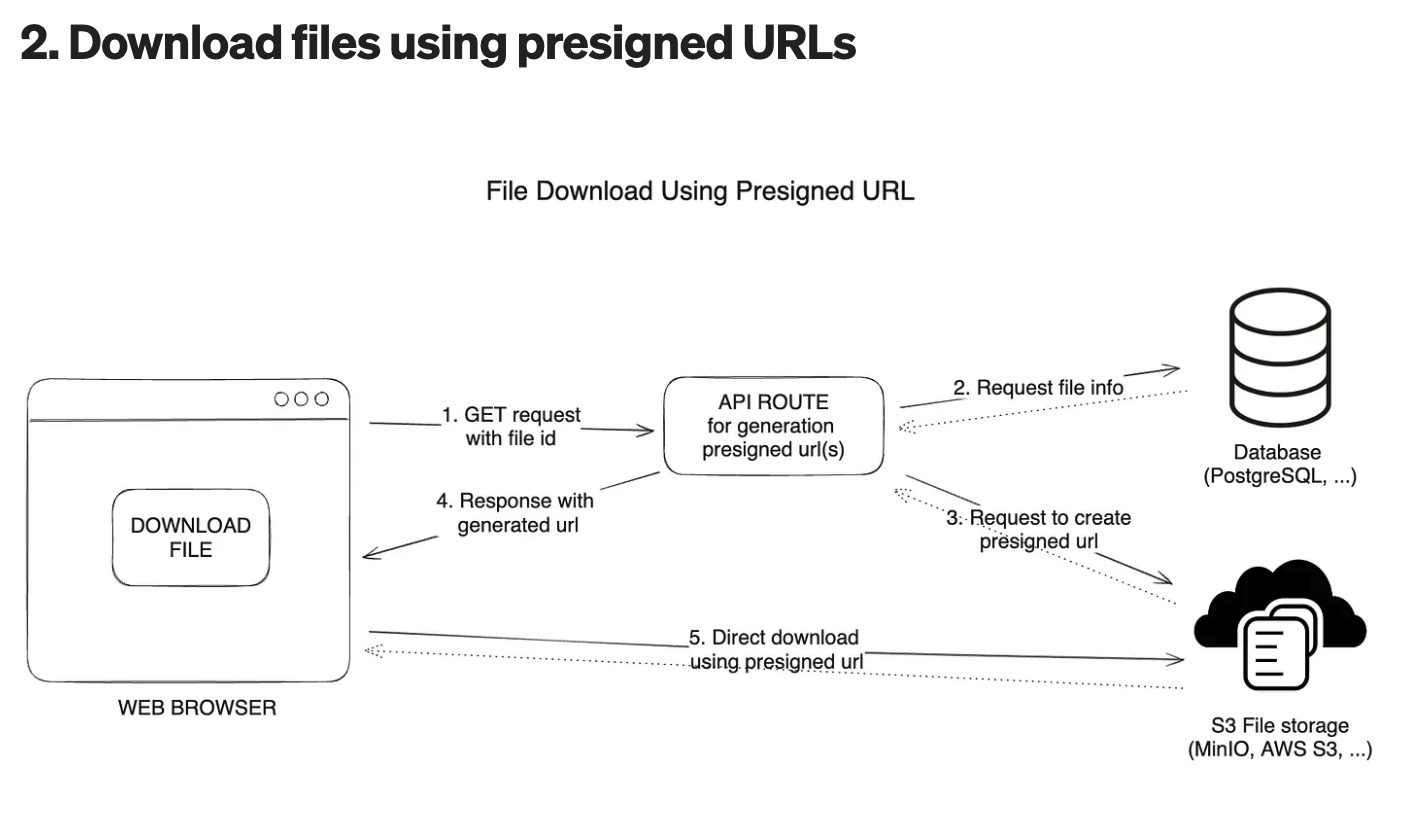 2. Download files using presigned URLs
File Download Using Presigned URL
1. GET request
with file id
API ROUTE
for generation
presigned url(s)
2. Request file info
Database
(PostgreSQL, ...)
4. Response with
generated url
3. Request to create
presigned url
DOWNLOAD
FILE
5. Direct download
using presigned url
WEB BROWSER
S3 File storage
(MinIO, AWS S3, ...)